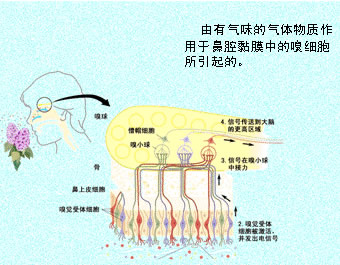 由有气味的气体物质作
用于鼻腔黏膜中的嗅细胞
所引起的。
嗅球
僧帽细胞
嗅小球
4. 信号传送到大脑
的更高区域
骨
3. 信号在嗅小球
中接力
鼻上皮细胞
嗅觉受体细胞
2. 嗅觉受体
细胞被激活，
并发出电信号